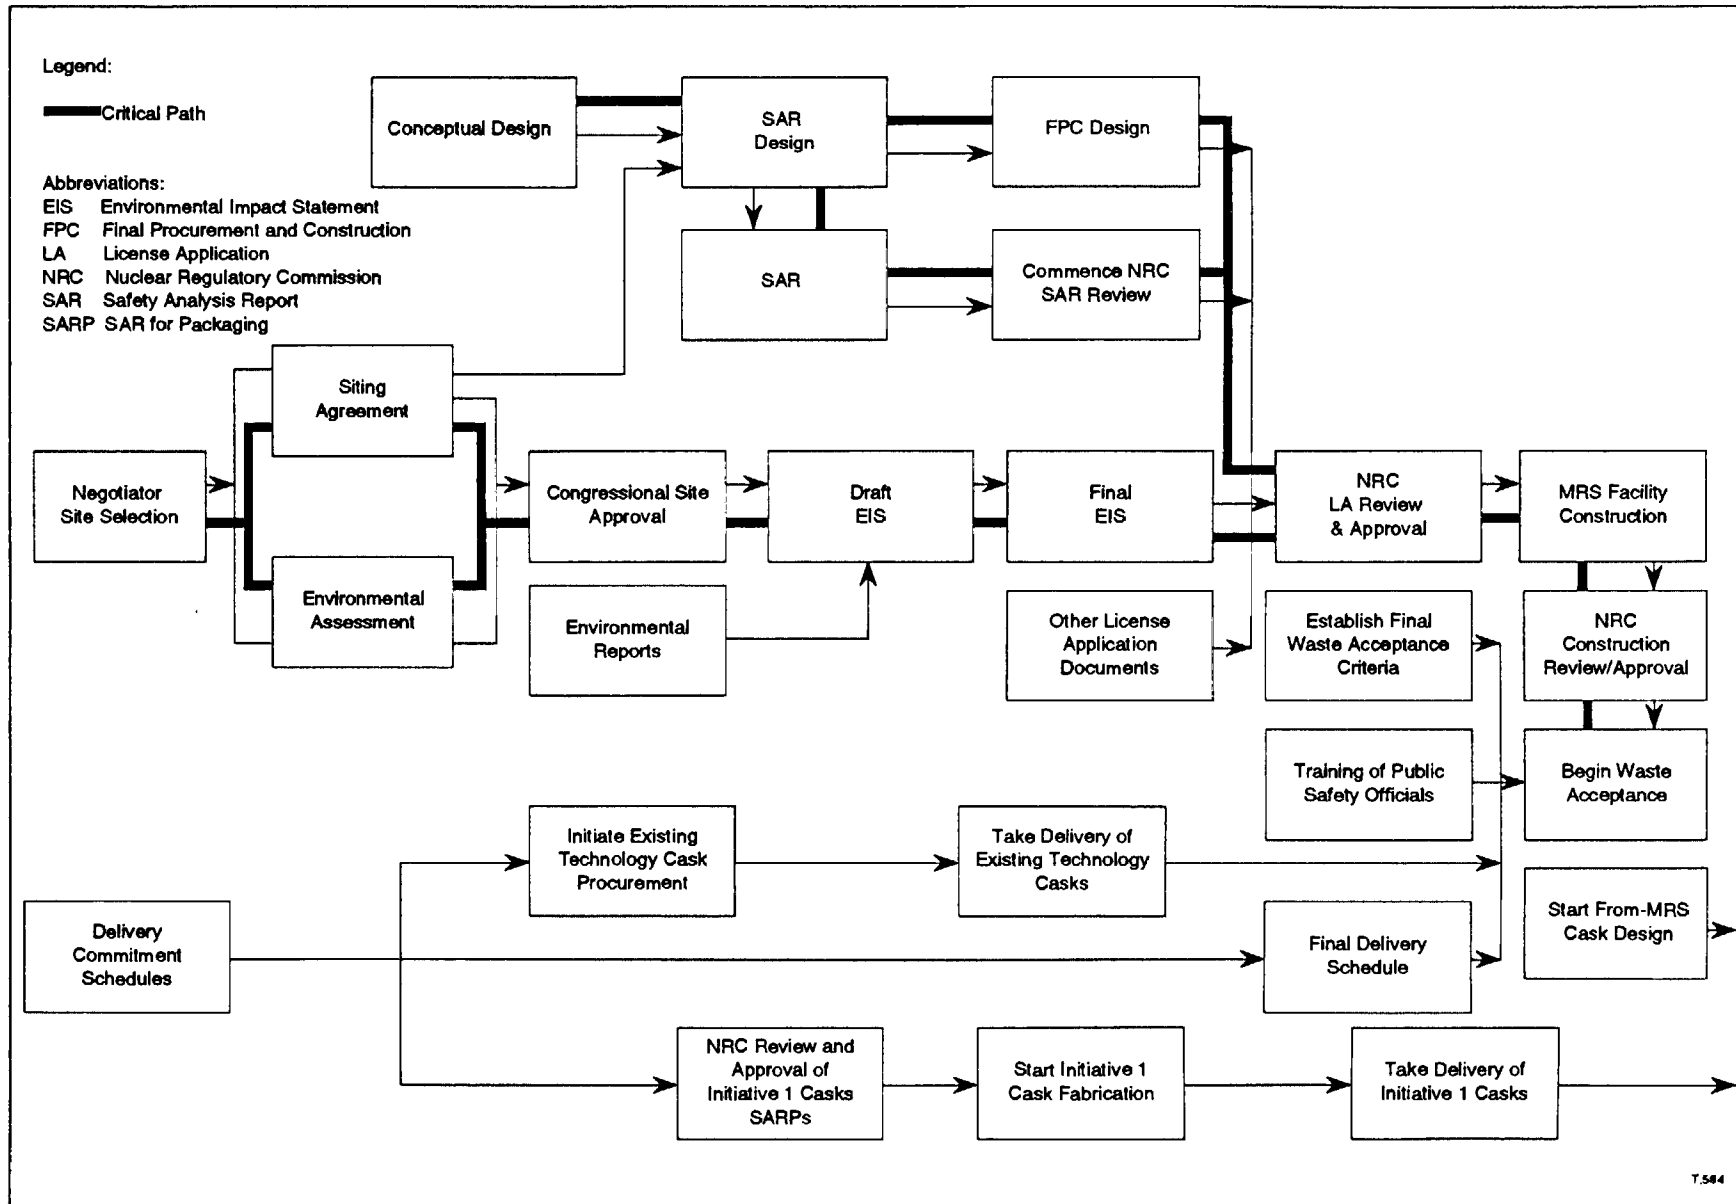 Legend:
Critical Path
Abbreviations:
EIS Environmental Impact Statement
FPC Final Procurement and Construction
LA License Application
NRC Nuclear Regulatory Commission
SAR Safety Analysis Report
SARP SAR for Packaging
Conceptual Design
SAR
Design
FPC Design
SAR
Commence NRC
SAR Review
Siting
Agreement
Negotiator
Site Selection
Environmental
Assessment
Congressional Site
Approval
Draft
EIS
Final
EIS
NRC
LA Review
& Approval
MRS Facility
Construction
Environmental
Reports
Other License
Application
Documents
Establish Final
Waste Acceptance
Criteria
NRC
Construction
Review/Approval
Training of Public
Safety Officials
Begin Waste
Acceptance
Initiate Existing
Technology Cask
Procurement
Take Delivery of
Existing Technology
Casks
Delivery
Commitment
Schedules
Final Delivery
Schedule
Start From-MRS
Cask Design
NRC Review and
Approval of
Initiative 1 Casks
SARPs
Start Initiative 1
Cask Fabrication
Take Delivery of
Initiative 1 Casks
T.564